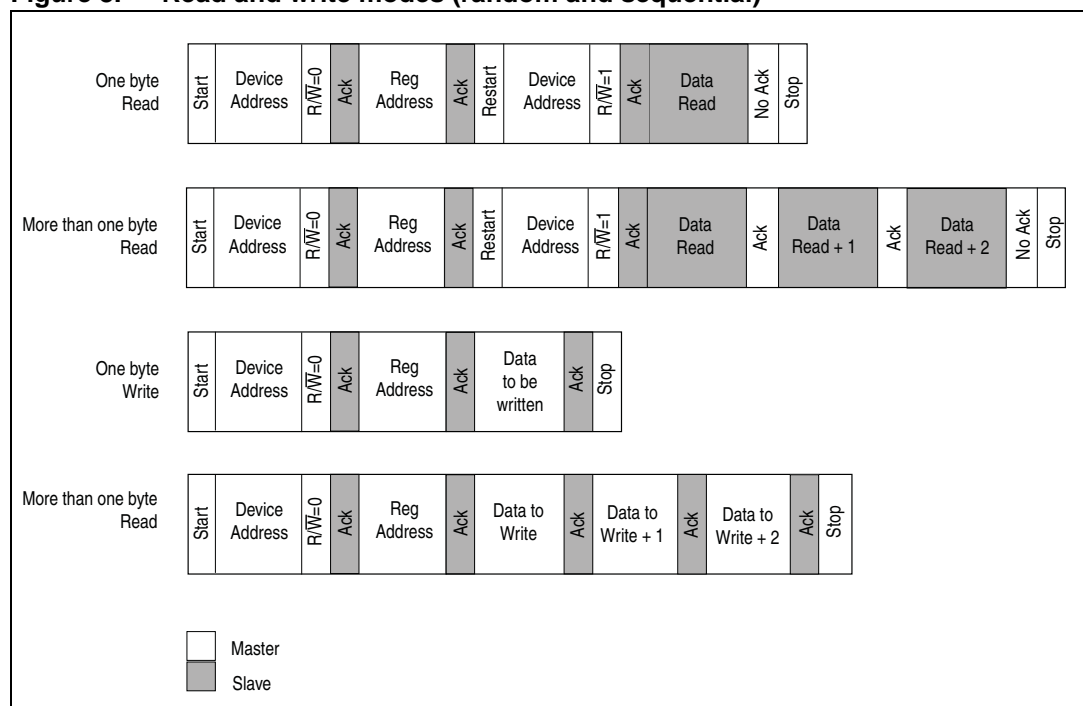 Figure Read and write modes (random and sequential)
One byte
Read
Start
Device
Address
R/W̅=0
Ack
Reg
Address
Ack
Restart
Device
Address
R/W̅=1
Ack
Data
Read
No Ack
Stop
More than one byte
Read
Start
Device
Address
R/W̅=0
Ack
Reg
Address
Ack
Restart
Device
Address
R/W̅=1
Ack
Data
Read
Ack
Data
Read + 1
Ack
Data
Read + 2
No Ack
Stop
One byte
Write
Start
Device
Address
R/W̅=0
Ack
Reg
Address
Ack
Data
to be
written
Ack
Stop
More than one byte
Read
Start
Device
Address
R/W̅=0
Ack
Reg
Address
Ack
Data to
Write
Ack
Data to
Write + 1
Ack
Data to
Write + 2
Ack
Stop
Master
Slave